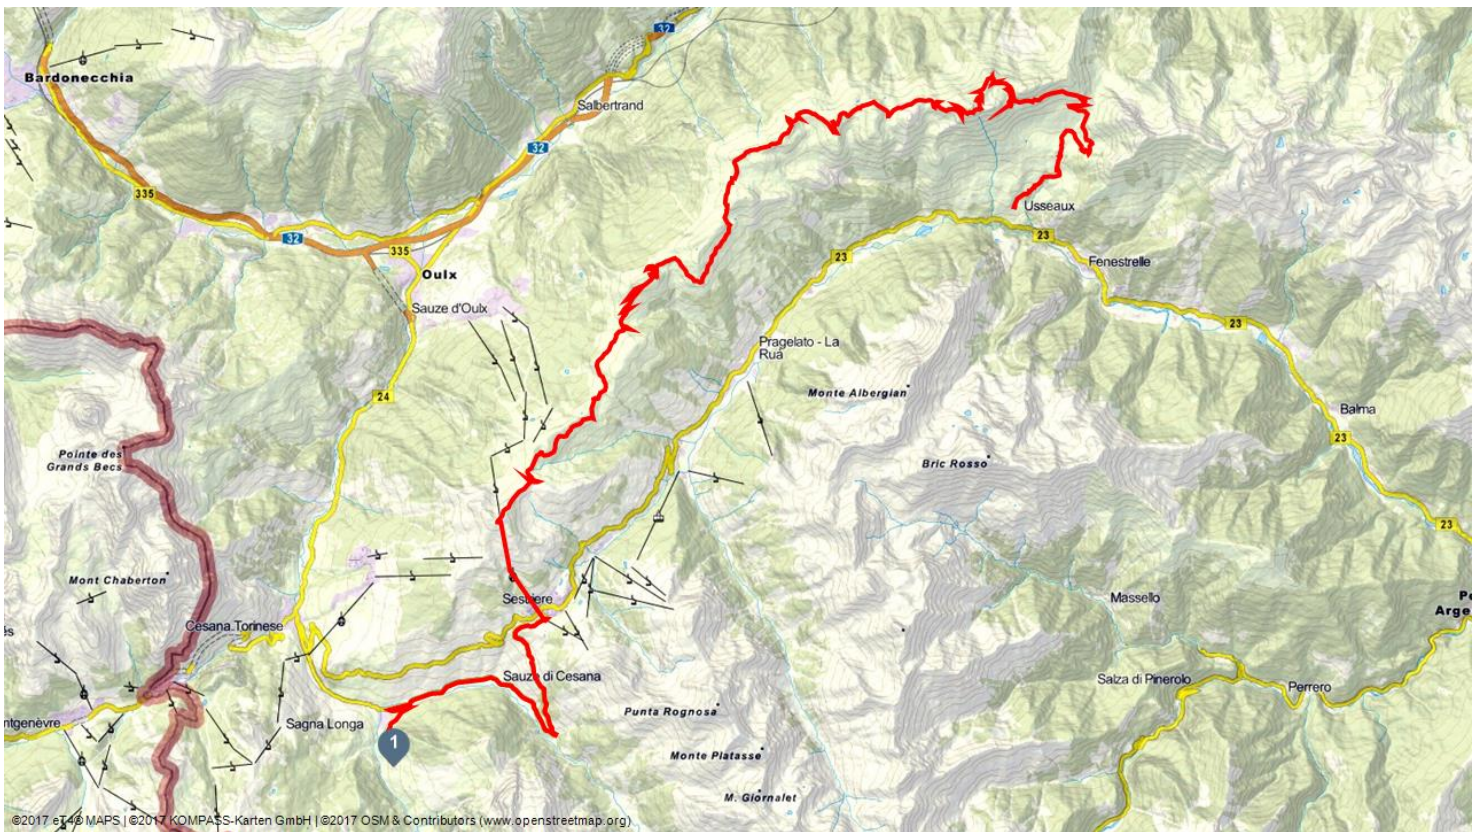 32
Bardonecchia
Salbertrand
32
335
Usseaux
32
335
23
23
Oulx
Fenestrelle
Sauze d'Oulx
23
Pragelato - La
Ruà
24
Monte Albergian
Balma
23
Pointe des
Grands Becs
Bric Rosso
23
Mont Chaberton
Sestriere
Massello
Cesana Torinese
Sauze di Cesana
Salza di Pinerolo
Perrero
Punta Rognosa
ntgenèvre
Sagna Longa
1
Monte Platasse
M. Giornalet
©2017 eT4® MAPS | ©2017 KOMPASS-Karten GmbH | ©2017 OSM & Contributors (www.openstreetmap.org)